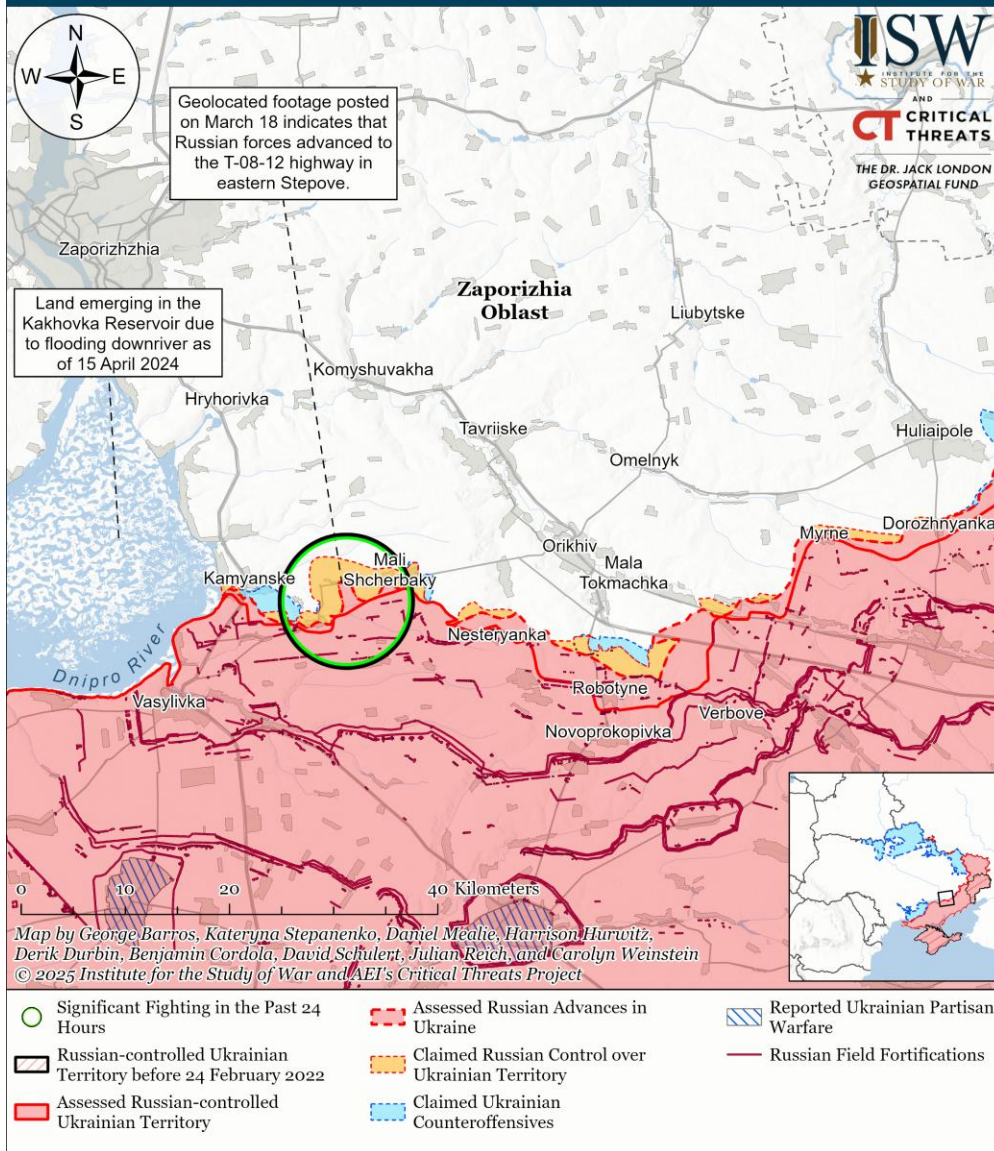 N
W E
S
ISW
INSTITUTE FOR THE
STUDY OF WAR
AND
CT CRITICAL
THREATS
THE DR. JACK LONDON
GEOSPATIAL FUND
Geolocated footage posted
on March 18 indicates that
Russian forces advanced to
the T-08-12 highway in
eastern Stepove.
Zaporizhzhia
Land emerging in the
Kakhovka Reservoir due
to flooding downriver as
of 15 April 2024
Zaporizhia
Oblast
Liubytske
Komyshuvakha
Hryhorivka
Tavriiske
Huliaipole
Omelnyk
Dorozhnyanka
Myrne
Orikhiv
Mala
Tokmachka
Mali
Shcherbaky
Kamyanske
Nesteryanka
Dnipro River
Vasylivka
Robotyne
Verbove
Novoprokopivka
0 10 20 40 Kilometers
Map by George Barros, Kateryna Stepanenko, Daniel Mealie, Harrison Hurwitz,
Derik Durbin, Benjamin Cordola, David Schulert, Julian Reich, and Carolyn Weinstein
© 2025 Institute for the Study of War and AEI's Critical Threats Project
Significant Fighting in the Past 24
Hours
Russian-controlled Ukrainian
Territory before 24 February 2022
Assessed Russian-controlled
Ukrainian Territory
Assessed Russian Advances in
Ukraine
Claimed Russian Control over
Ukrainian Territory
Claimed Ukrainian
Counteroffensives
Reported Ukrainian Partisan
Warfare
Russian Field Fortifications